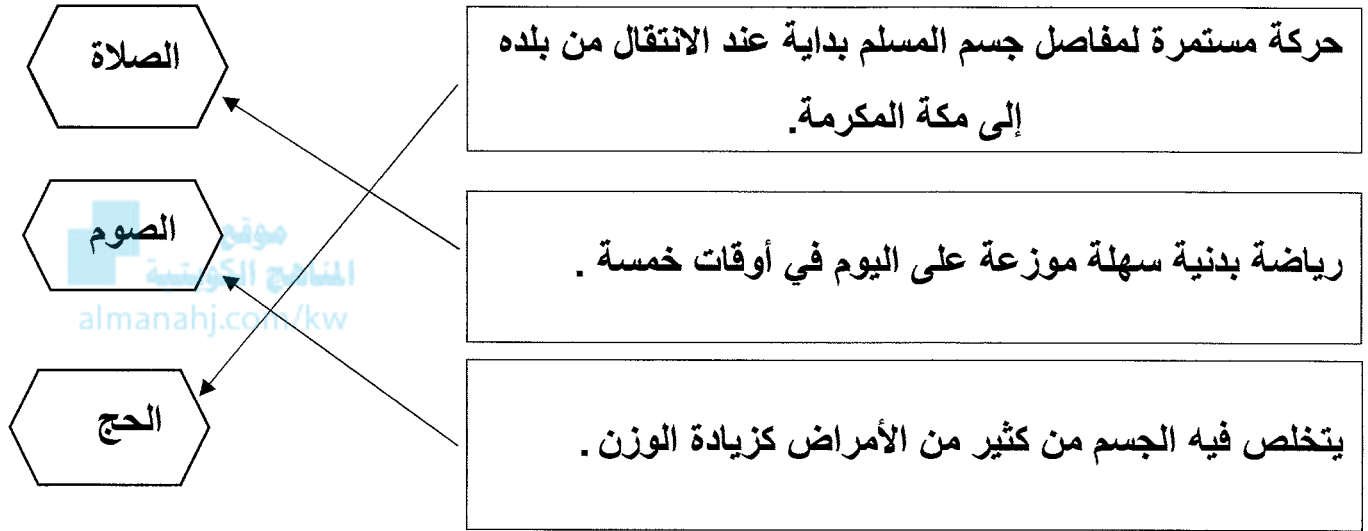 حركة مستمرة لمفاصل جسم المسلم بداية عند الانتقال من بلده
إلى مكة المكرمة.
الصلاة
رياضة بدنية سهلة موزعة على اليوم في أوقات خمسة .
الصوم
يتخلص فيه الجسم من كثير من الأمراض كزيادة الوزن .
الحج
موقع
المناهج الكويتية
almanahj.com/kw